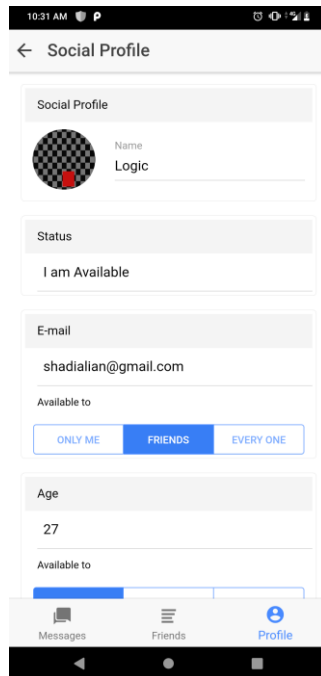 10:31 AM
Social Profile
Social Profile
Name
Logic
Status
I am Available
E-mail
shadialian@gmail.com
Available to
ONLY ME FRIENDS EVERY ONE
Age
27
Available to
Messages Friends Profile